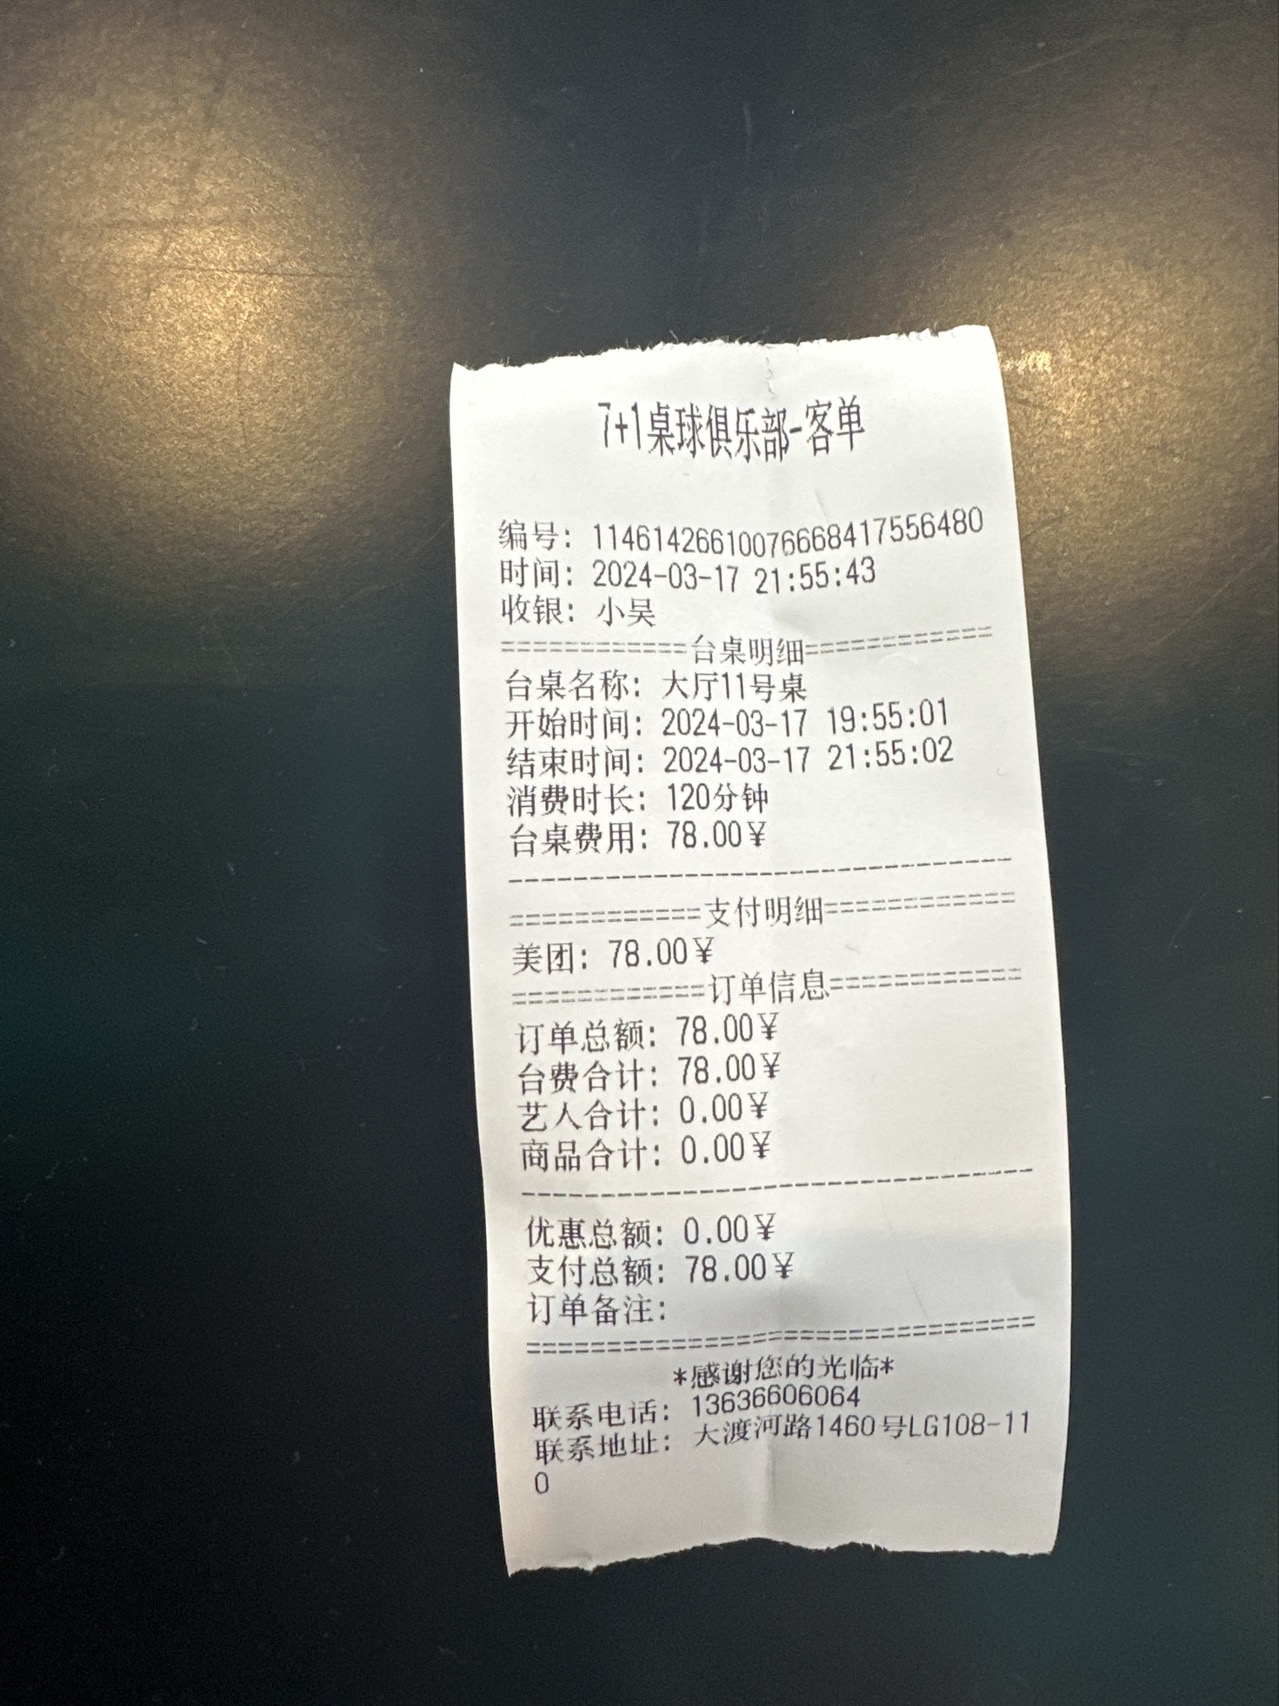 7+1桌球俱乐部-客单
编号: 11461426610076668417556480
时间: 2024-03-17 21:55:43
收银: 小吴
============台桌明细============
台桌名称: 大厅11号桌
开始时间: 2024-03-17 19:55:01
结束时间: 2024-03-17 21:55:02
消费时长: 120分钟
台桌费用: 78.00¥
--------------------------------
============支付明细============
美团: 78.00¥
============订单信息============
订单总额: 78.00¥
台费合计: 78.00¥
艺人合计: 0.00¥
商品合计: 0.00¥
--------------------------------
优惠总额: 0.00¥
支付总额: 78.00¥
订单备注:
================================
*感谢您的光临*
联系电话: 13636606064
联系地址: 大渡河路1460号LG108-11
0